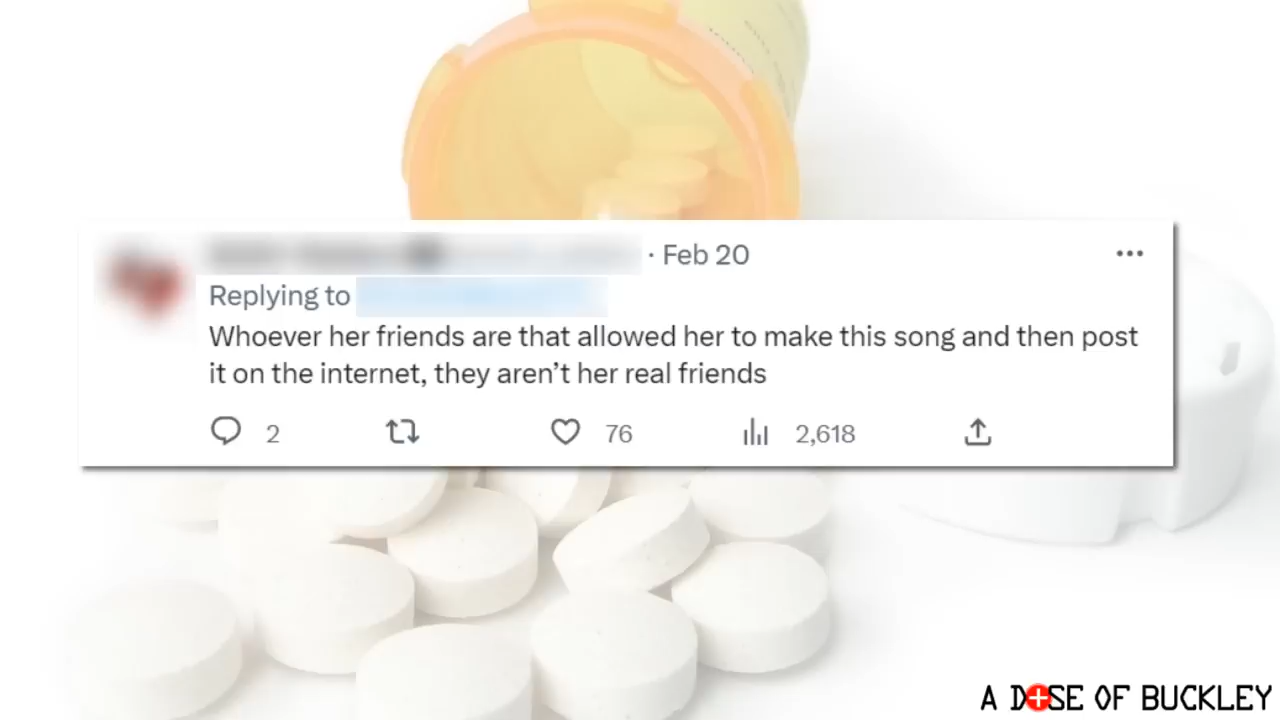 · Feb 20
Replying to
Whoever her friends are that allowed her to make this song and then post
it on the internet, they aren’t her real friends
2 76 2,618
A DOSE OF BUCKLEY